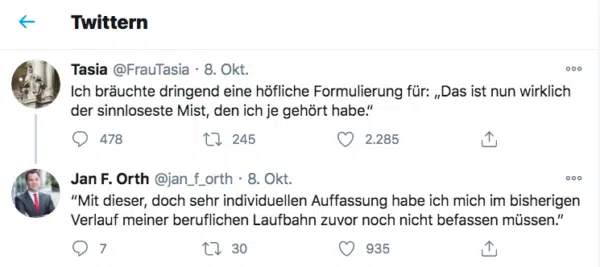 Twittern
Tasia @FrauTasia · 8. Okt.
Ich bräuchte dringend eine höfliche Formulierung für: „Das ist nun wirklich
der sinnloseste Mist, den ich je gehört habe.“
478 245 2.285
Jan F. Orth @jan_f_orth · 8. Okt.
“Mit dieser, doch sehr individuellen Auffassung habe ich mich im bisherigen
Verlauf meiner beruflichen Laufbahn zuvor noch nicht befassen müssen.”
7 30 935